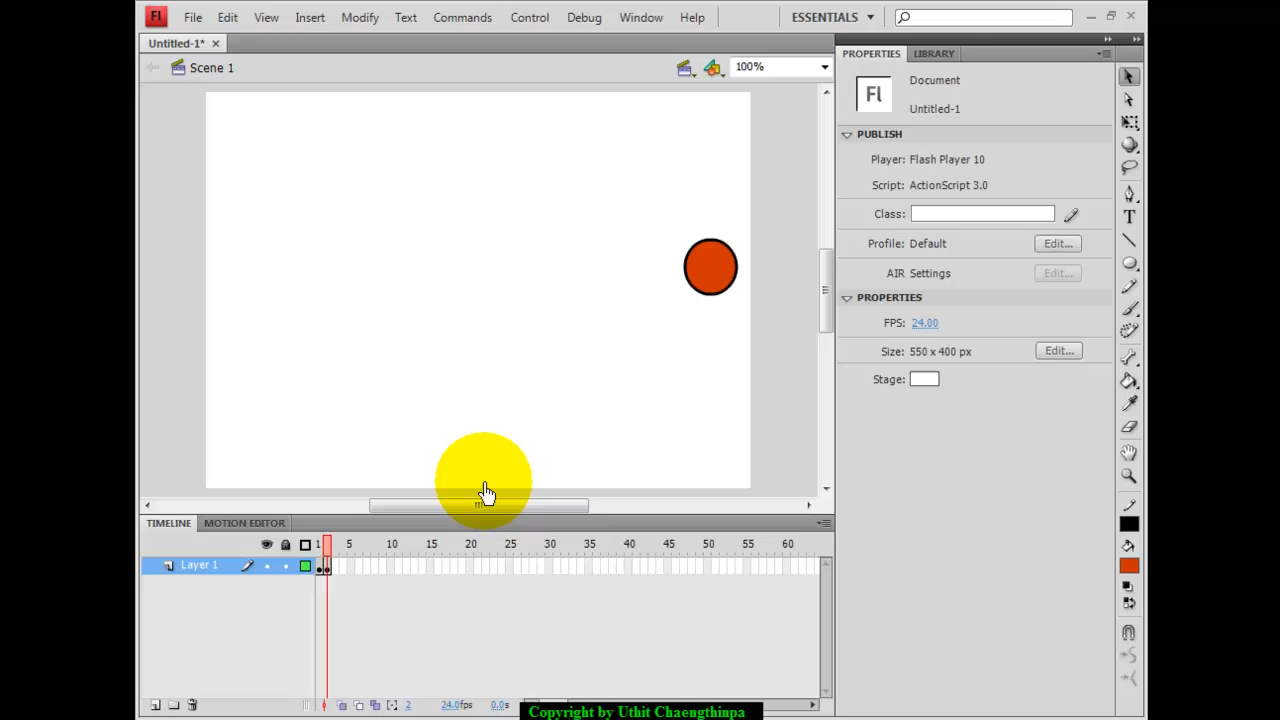 Fl File Edit View Insert Modify Text Commands Control Debug Window Help ESSENTIALS
Untitled-1*
Scene 1 100%
PROPERTIES LIBRARY
Fl Document
Untitled-1
PUBLISH
Player: Flash Player 10
Script: ActionScript 3.0
Class:
Profile: Default Edit...
AIR Settings Edit...
PROPERTIES
FPS: 24.00
Size: 550 x 400 px Edit...
Stage:
TIMELINE MOTION EDITOR
1 5 10 15 20 25 30 35 40 45 50 55 60
Layer 1
2 24.0fps 0.0s
Copyright by Uthit Chaengthinpa